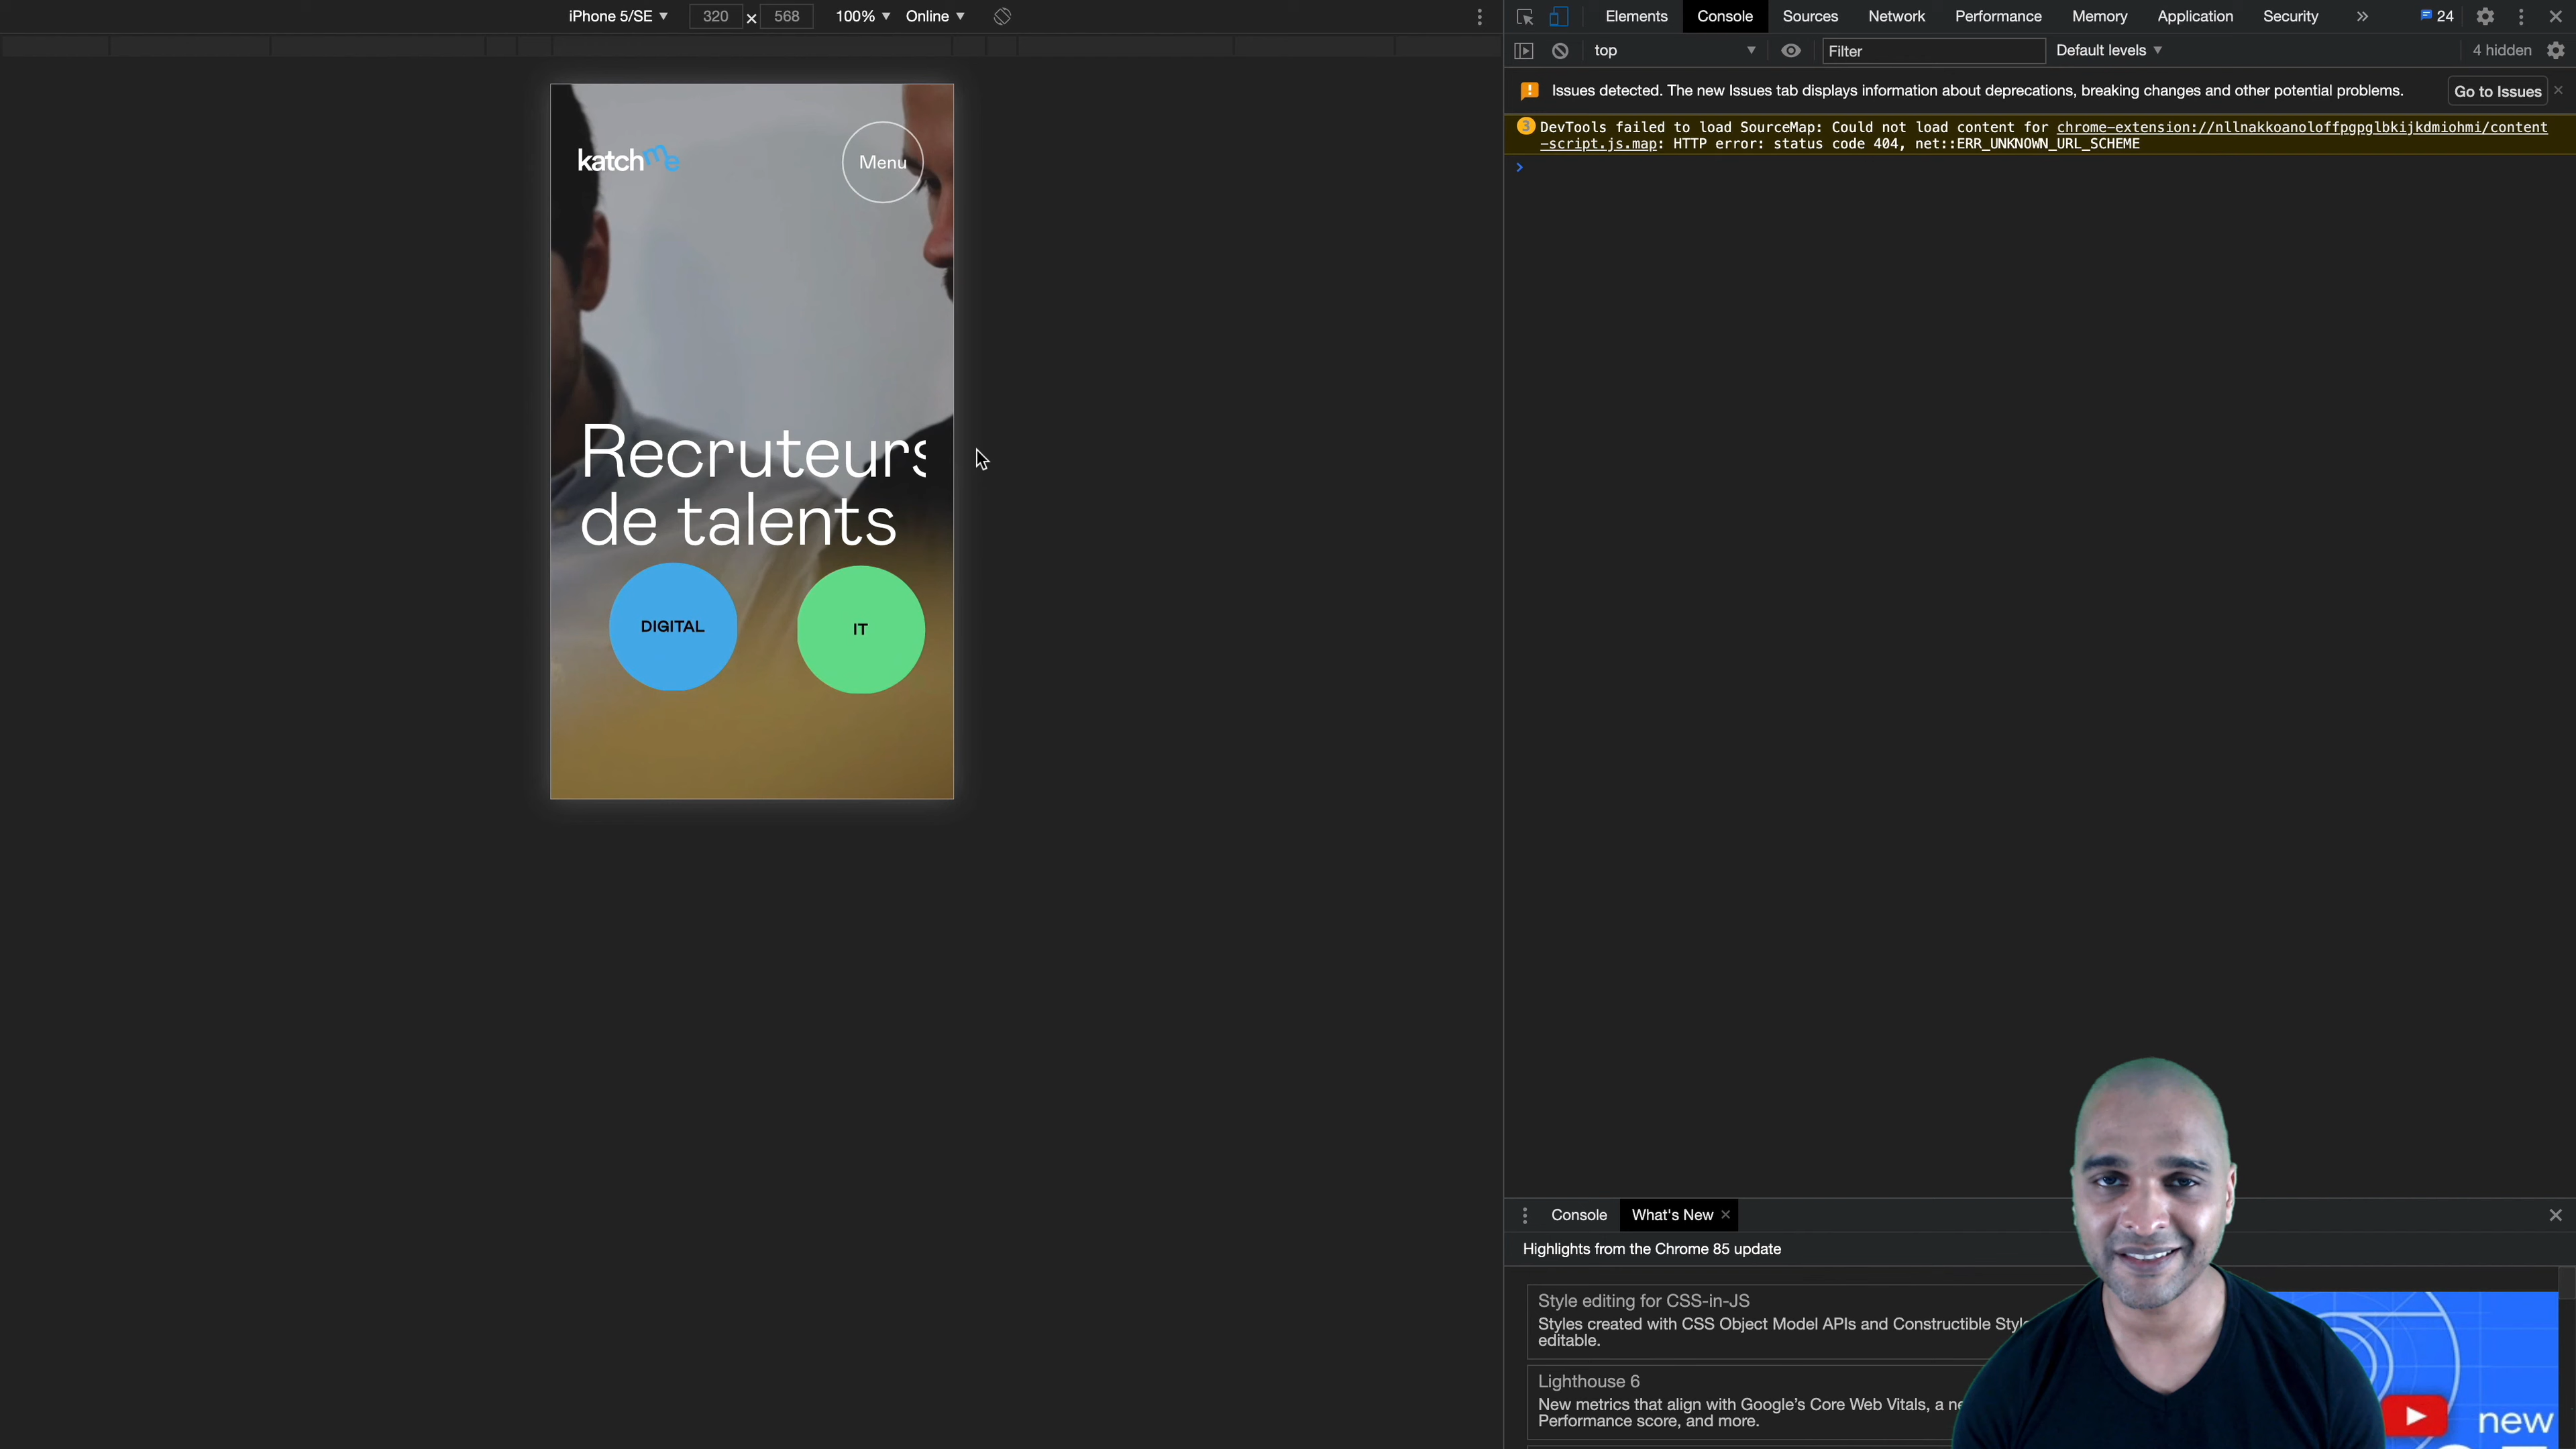 iPhone 5/SE 320 × 568 100% Online
Elements Console Sources Network Performance Memory Application Security 24
top Filter Default levels 4 hidden
Issues detected. The new Issues tab displays information about deprecations, breaking changes and other potential problems. Go to Issues
3 DevTools failed to load SourceMap: Could not load content for chrome-extension://nllnakkoanoloffpgpglbkijkdmiohmi/content
-script.js.map: HTTP error: status code 404, net::ERR_UNKNOWN_URL_SCHEME
katchme
Menu
Recruteurs
de talents
DIGITAL
IT
Console What's New
Highlights from the Chrome 85 update
Style editing for CSS-in-JS
Styles created with CSS Object Model APIs and Constructible
editable.
Lighthouse 6
New metrics that align with Google's Core Web Vitals, a
Performance score, and more.
new